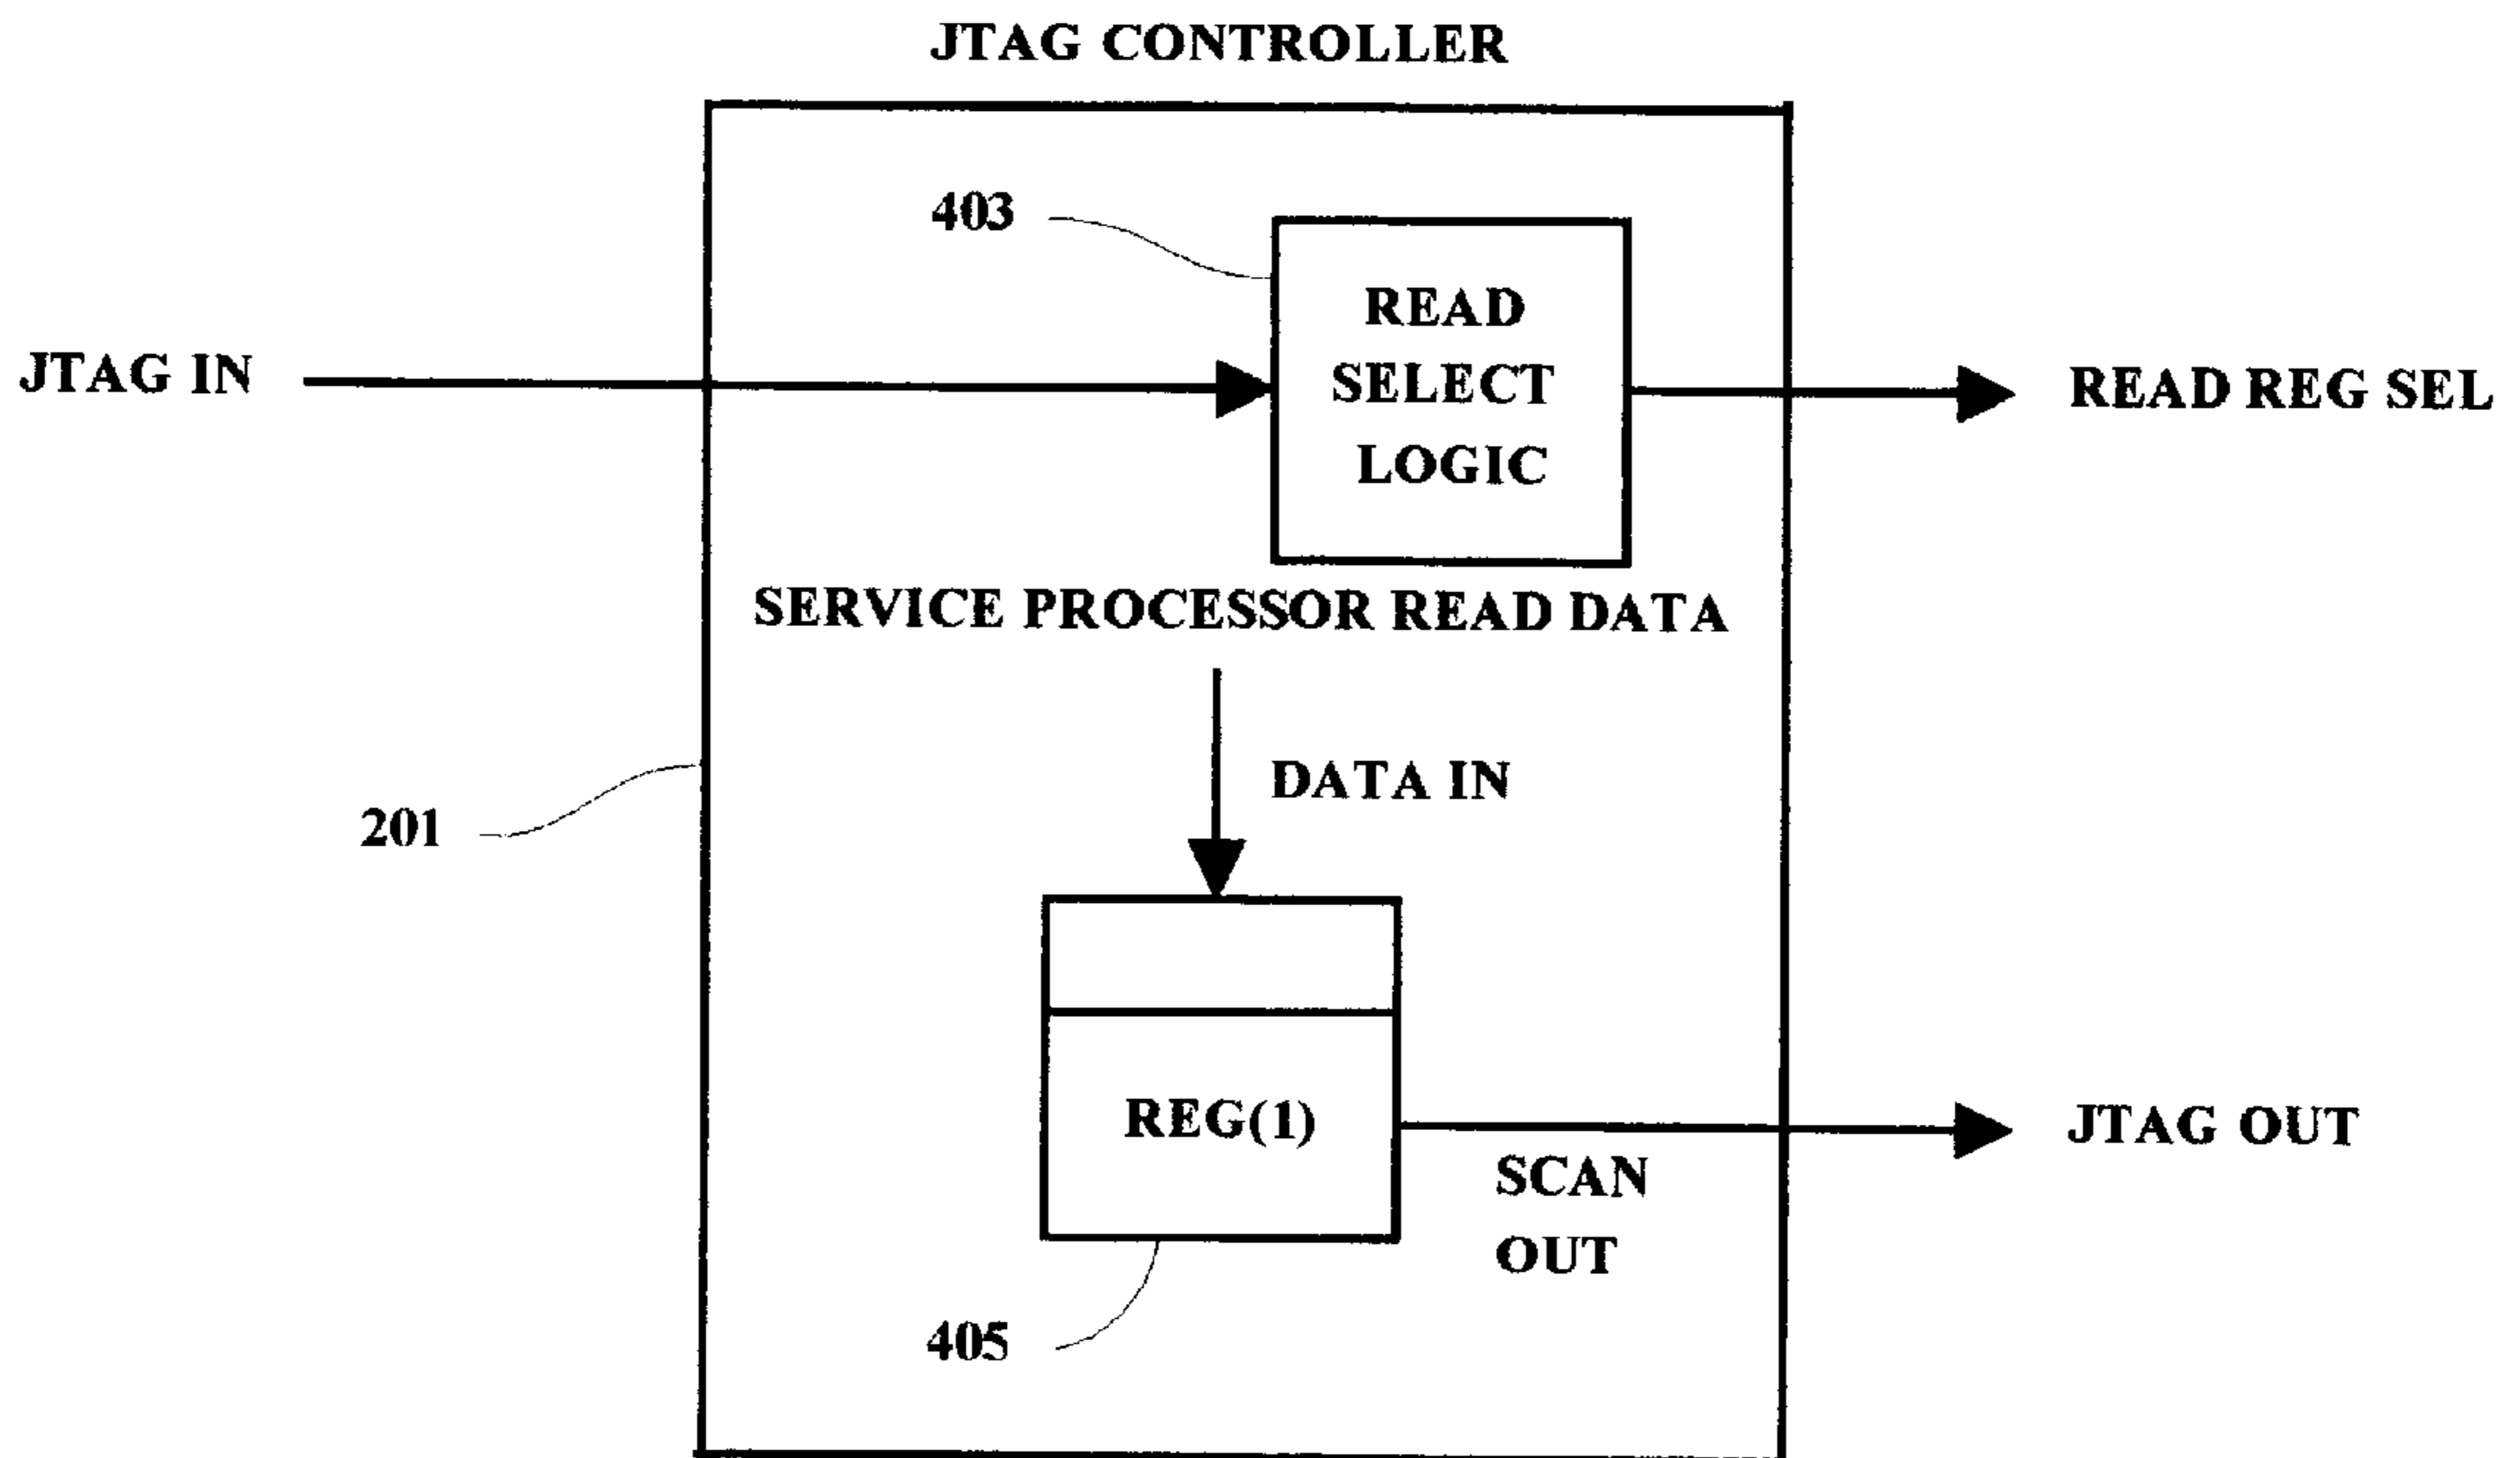 JTAG CONTROLLER
403
READ
SELECT
LOGIC
JTAG IN
READ REG SEL
SERVICE PROCESSOR READ DATA
DATA IN
201
REG(1)
JTAG OUT
SCAN
OUT
405